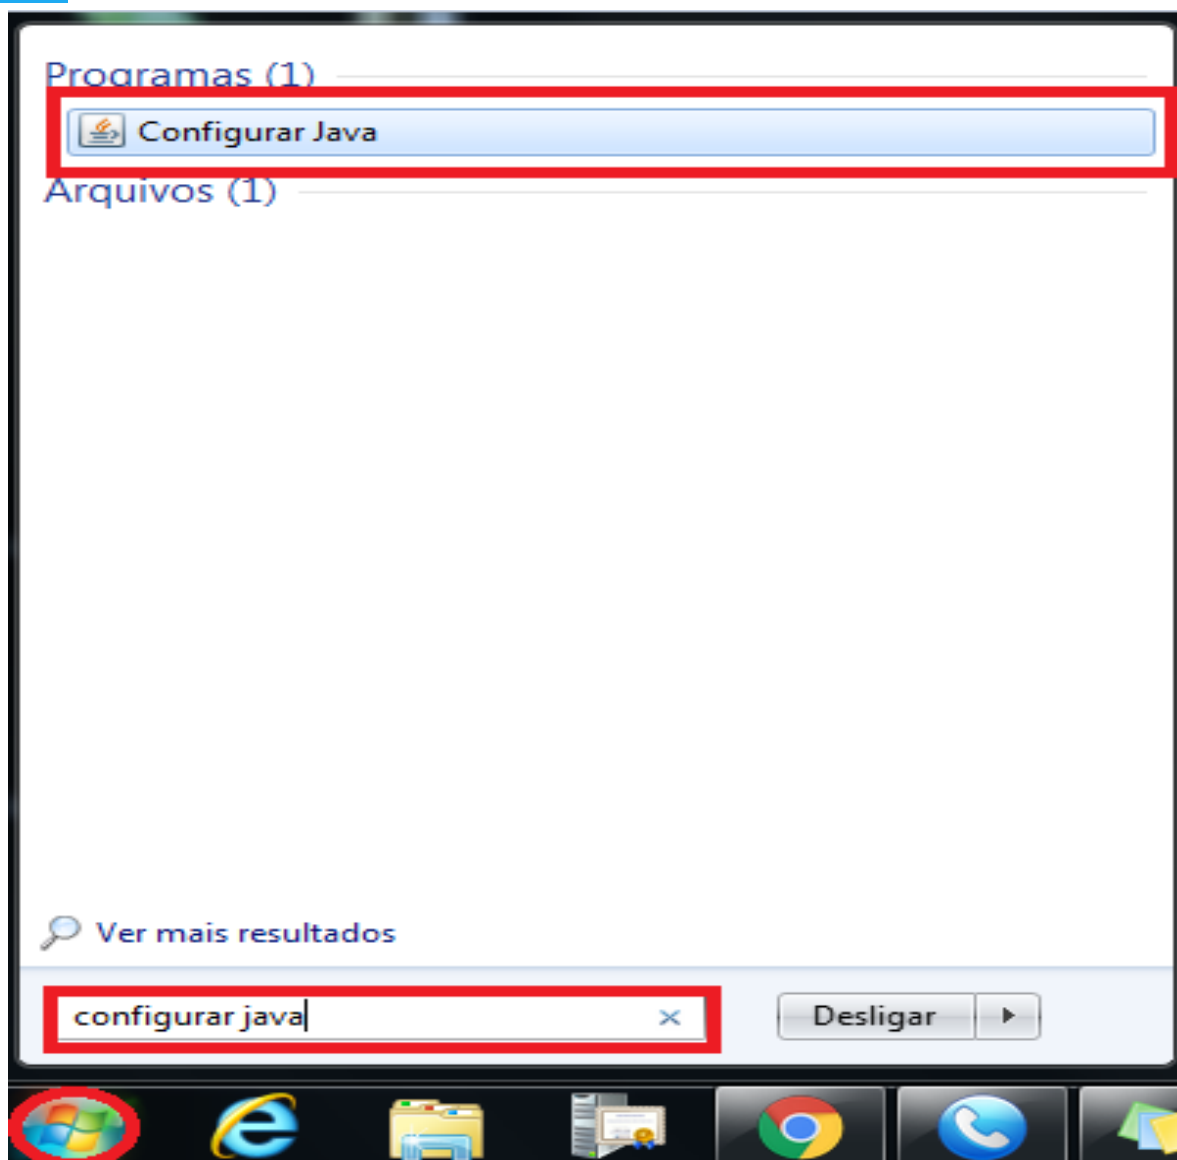 Programas (1)
Configurar Java
Arquivos (1)
Ver mais resultados
configurar java
Desligar